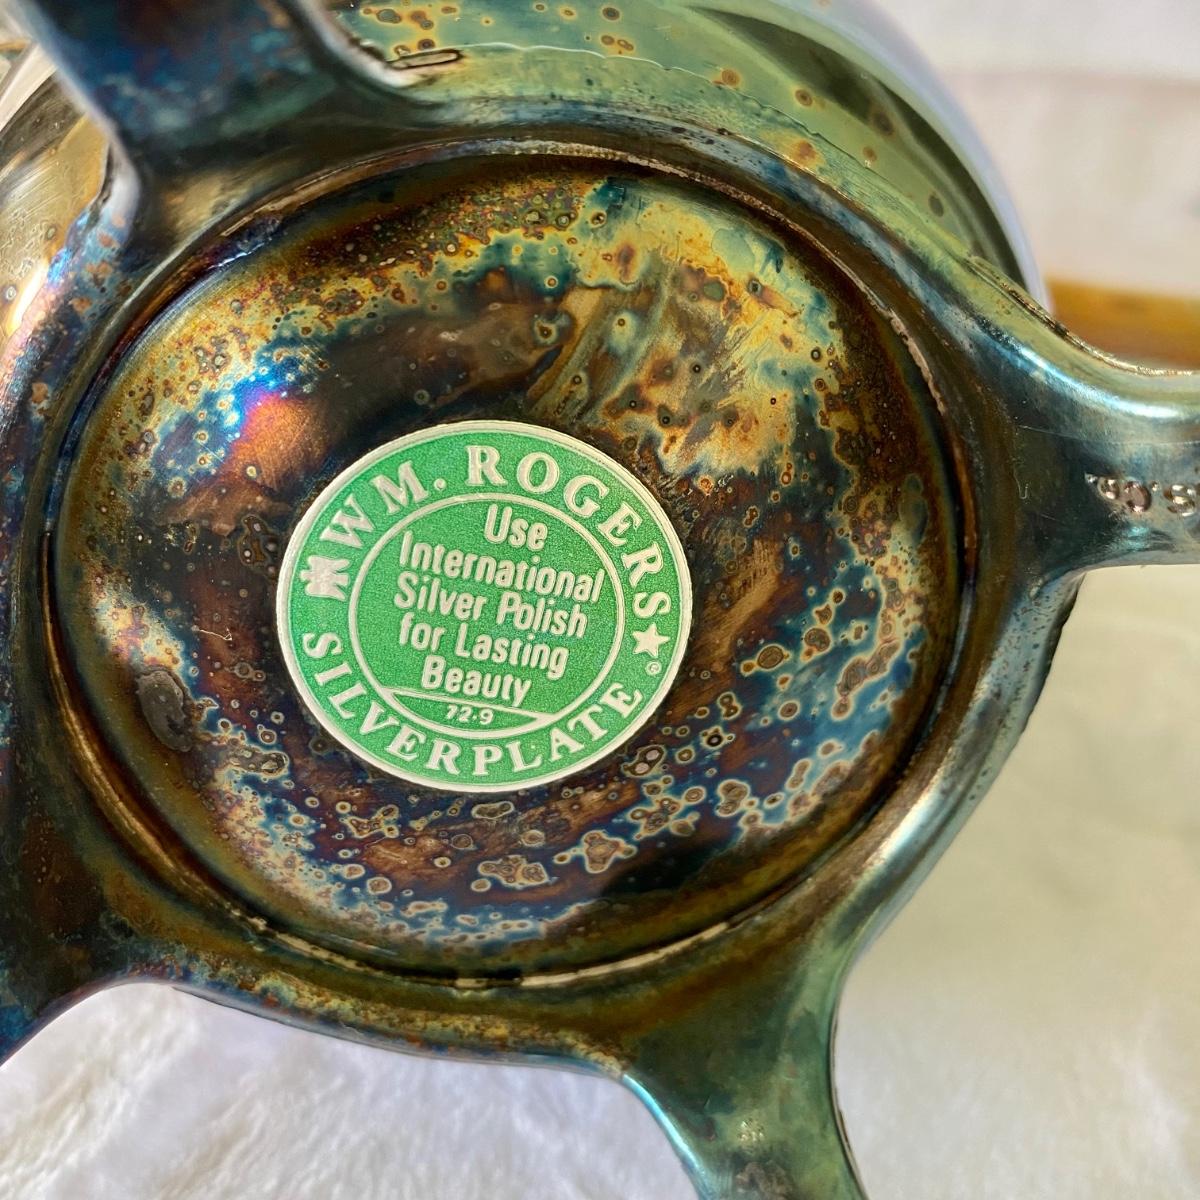 WM. ROGERS ★
Use
International
Silver Polish
for Lasting
Beauty
72-9
SILVERPLATE